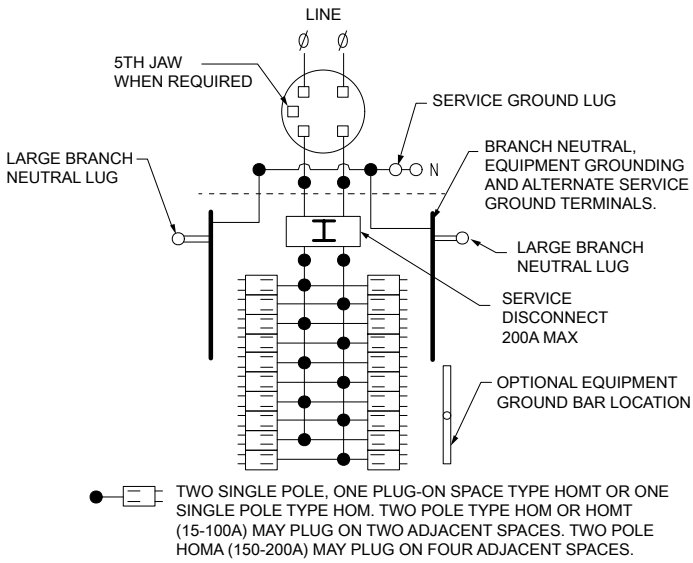 LINE
Ø Ø
5TH JAW
WHEN REQUIRED
SERVICE GROUND LUG
LARGE BRANCH
NEUTRAL LUG
N
BRANCH NEUTRAL,
EQUIPMENT GROUNDING
AND ALTERNATE SERVICE
GROUND TERMINALS.
LARGE BRANCH
NEUTRAL LUG
SERVICE
DISCONNECT
200A MAX
OPTIONAL EQUIPMENT
GROUND BAR LOCATION
TWO SINGLE POLE, ONE PLUG-ON SPACE TYPE HOMT OR ONE
SINGLE POLE TYPE HOM. TWO POLE TYPE HOM OR HOMT
(15-100A) MAY PLUG ON TWO ADJACENT SPACES. TWO POLE
HOMA (150-200A) MAY PLUG ON FOUR ADJACENT SPACES.